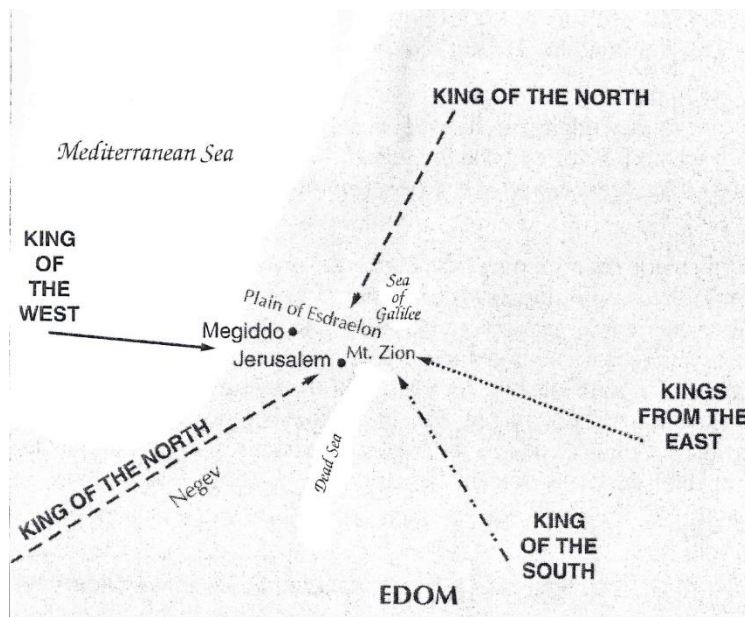 KING OF THE NORTH
Mediterranean Sea
KING
OF
THE
WEST
Sea
of
Galilee
Plain of Esdraelon
Megiddo
Jerusalem
Mt. Zion
KINGS
FROM THE
EAST
KING OF THE NORTH
Negev
Dead Sea
KING
OF THE
SOUTH
EDOM